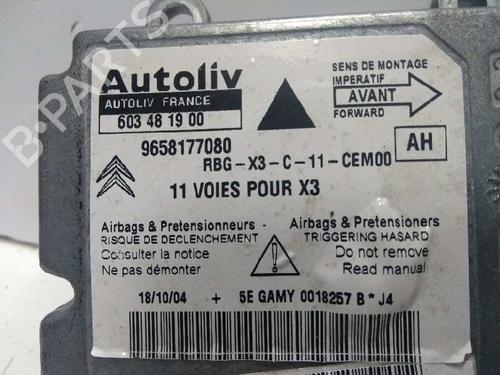 Autoliv
AUTOLIV FRANCE
603 48 19 00
SENS DE MONTAGE
IMPERATIF
AVANT
FORWARD
9658177080
RBG-X3-C-11-CEM00
AH
11 VOIES POUR X3
Airbags & Pretensionneurs
RISQUE DE DECLENCHEMENT
Consulter la notice
Ne pas démonter
Airbags & Pretensioners
TRIGGERING HASARD
Do not remove
Read manual
18/10/04 + 5E GAMY 0018257 B * J4
B-PARTS